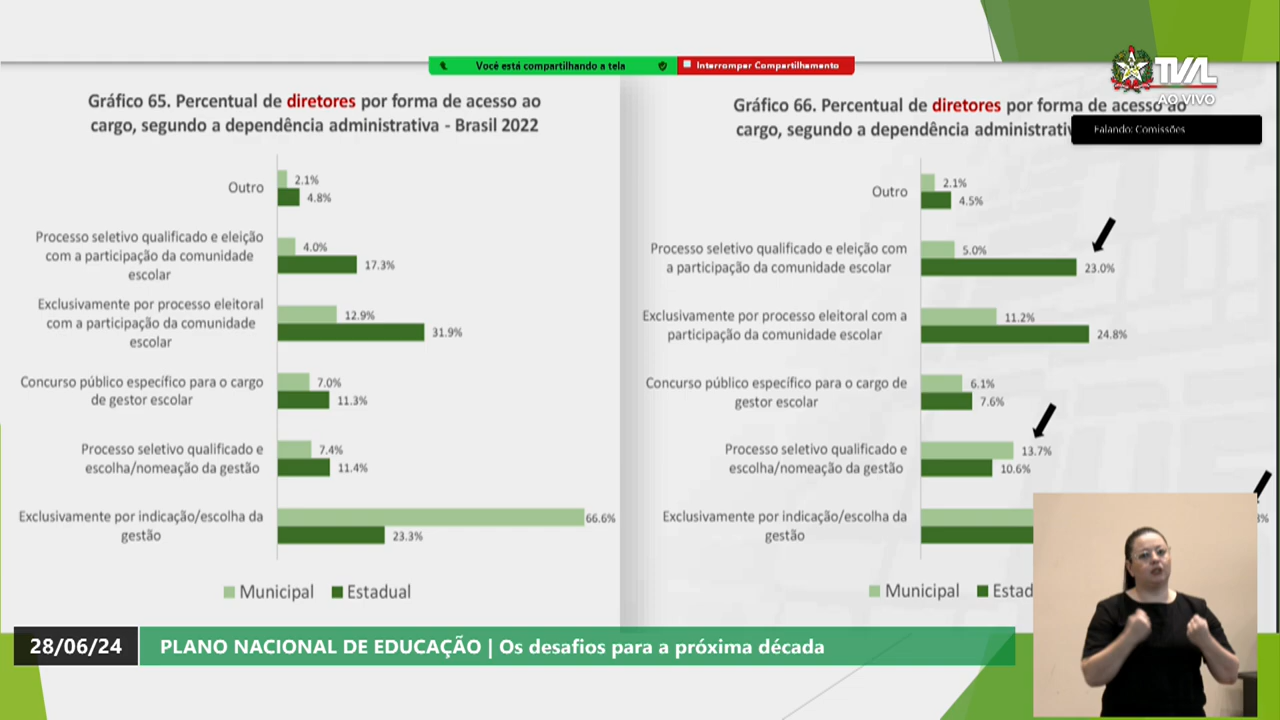 Você está compartilhando a tela
Interromper Compartilhamento
TVAL
AO VIVO
Falando: Comissões
Gráfico 65. Percentual de diretores por forma de acesso ao
cargo, segundo a dependência administrativa - Brasil 2022
Outro
2.1%
4.8%
Processo seletivo qualificado e eleição
com a participação da comunidade
escolar
4.0%
17.3%
Exclusivamente por processo eleitoral
com a participação da comunidade
escolar
12.9%
31.9%
Concurso público específico para o cargo
de gestor escolar
7.0%
11.3%
Processo seletivo qualificado e
escolha/nomeação da gestão
7.4%
11.4%
Exclusivamente por indicação/escolha da
gestão
66.6%
23.3%
Municipal
Estadual
Gráfico 66. Percentual de diretores por forma de acesso ao
cargo, segundo a dependência
Outro
2.1%
4.5%
Processo seletivo qualificado e eleição com
a participação da comunidade escolar
5.0%
23.0%
Exclusivamente por processo eleitoral com a
participação da comunidade escolar
11.2%
24.8%
Concurso público específico para o cargo de
gestor escolar
6.1%
7.6%
Processo seletivo qualificado e
escolha/nomeação da gestão
13.7%
10.6%
Exclusivamente por indicação/escolha da
gestão
Municipal
28/06/24
PLANO NACIONAL DE EDUCAÇÃO | Os desafios para a próxima década